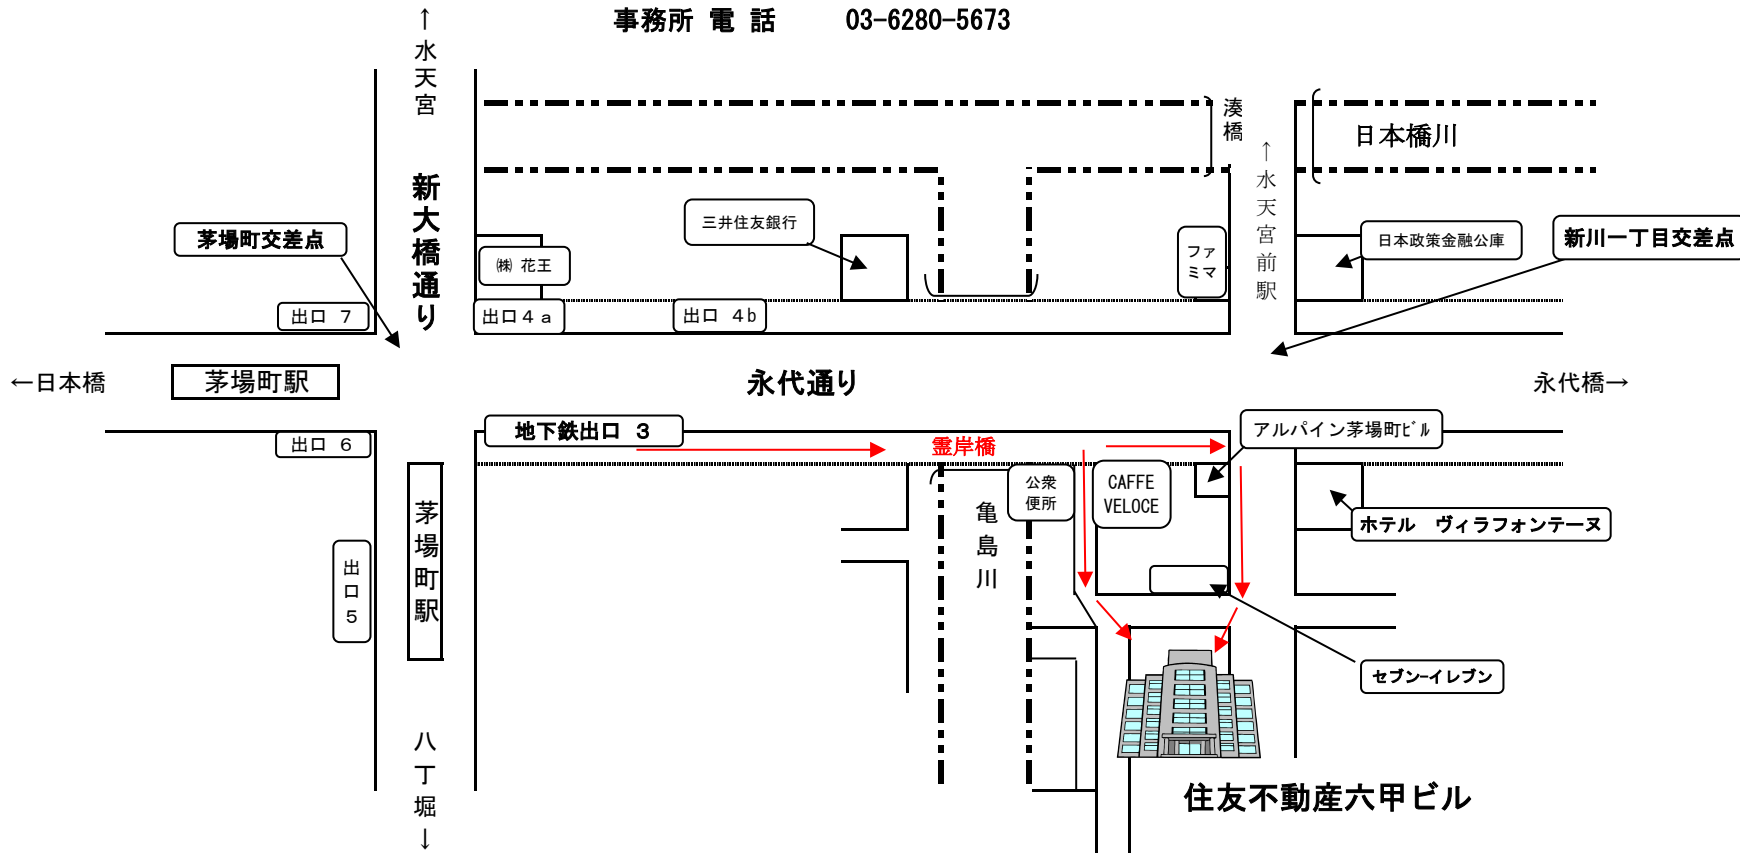 事務所 電 話 03-6280-5673
↑水天宮
湊橋
日本橋川
↑水天宮前駅
新大橋通り
茅場町交差点
三井住友銀行
㈱ 花王
ファミマ
日本政策金融公庫
新川一丁目交差点
出口 7
出口4a
出口 4b
←日本橋
茅場町駅
永代通り
永代橋→
出口 6
地下鉄出口 3
霊岸橋
アルパイン茅場町ビル
茅場町駅
出口5
亀島川
公衆
便所
CAFFE
VELOCE
ホテル ヴィラフォンテーヌ
セブン-イレブン
八丁堀↓
住友不動産六甲ビル